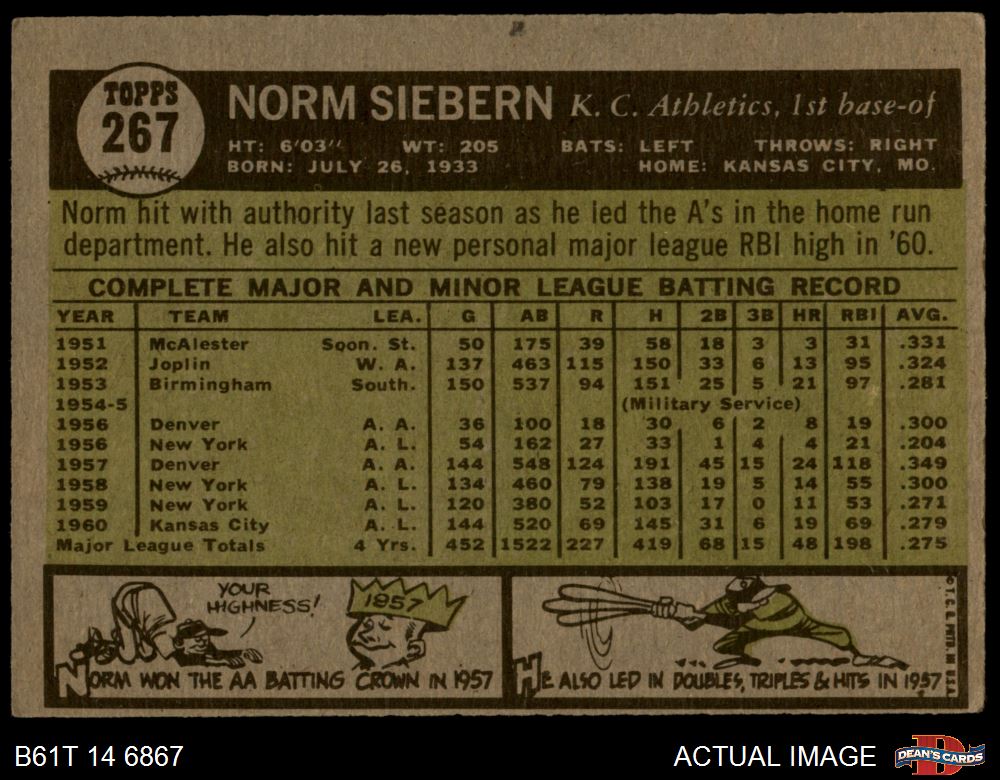 TOPPS
267
NORM SIEBERN K. C. Athletics, 1st base-of
HT: 6'03" WT: 205 BATS: LEFT THROWS: RIGHT
BORN: JULY 26, 1933 HOME: KANSAS CITY, MO.
Norm hit with authority last season as he led the A's in the home run
department. He also hit a new personal major league RBI high in '60.
COMPLETE MAJOR AND MINOR LEAGUE BATTING RECORD
YEAR TEAM LEA. G AB R H 2B 3B HR RBI AVG.
1951 McAlester Soon. St. 50 175 39 58 18 3 3 31 .331
1952 Joplin W. A. 137 463 115 150 33 6 13 95 .324
1953 Birmingham South. 150 537 94 151 25 5 21 97 .281
1954-5 (Military Service)
1956 Denver A. A. 36 100 18 30 6 2 8 19 .300
1956 New York A. L. 54 162 27 33 1 4 4 21 .204
1957 Denver A. A. 144 548 124 191 45 15 24 118 .349
1958 New York A. L. 134 460 79 138 19 5 14 55 .300
1959 New York A. L. 120 380 52 103 17 0 11 53 .271
1960 Kansas City A. L. 144 520 69 145 31 6 19 69 .279
Major League Totals 4 Yrs. 452 1522 227 419 68 15 48 198 .275
YOUR
HIGHNESS!
1957
NORM WON THE AA BATTING CROWN IN 1957
HE ALSO LED IN DOUBLES, TRIPLES & HITS IN 1957
© T. C. G. PRTD. IN U.S.A.
B61T 14 6867
ACTUAL IMAGE
DEAN'S CARDS